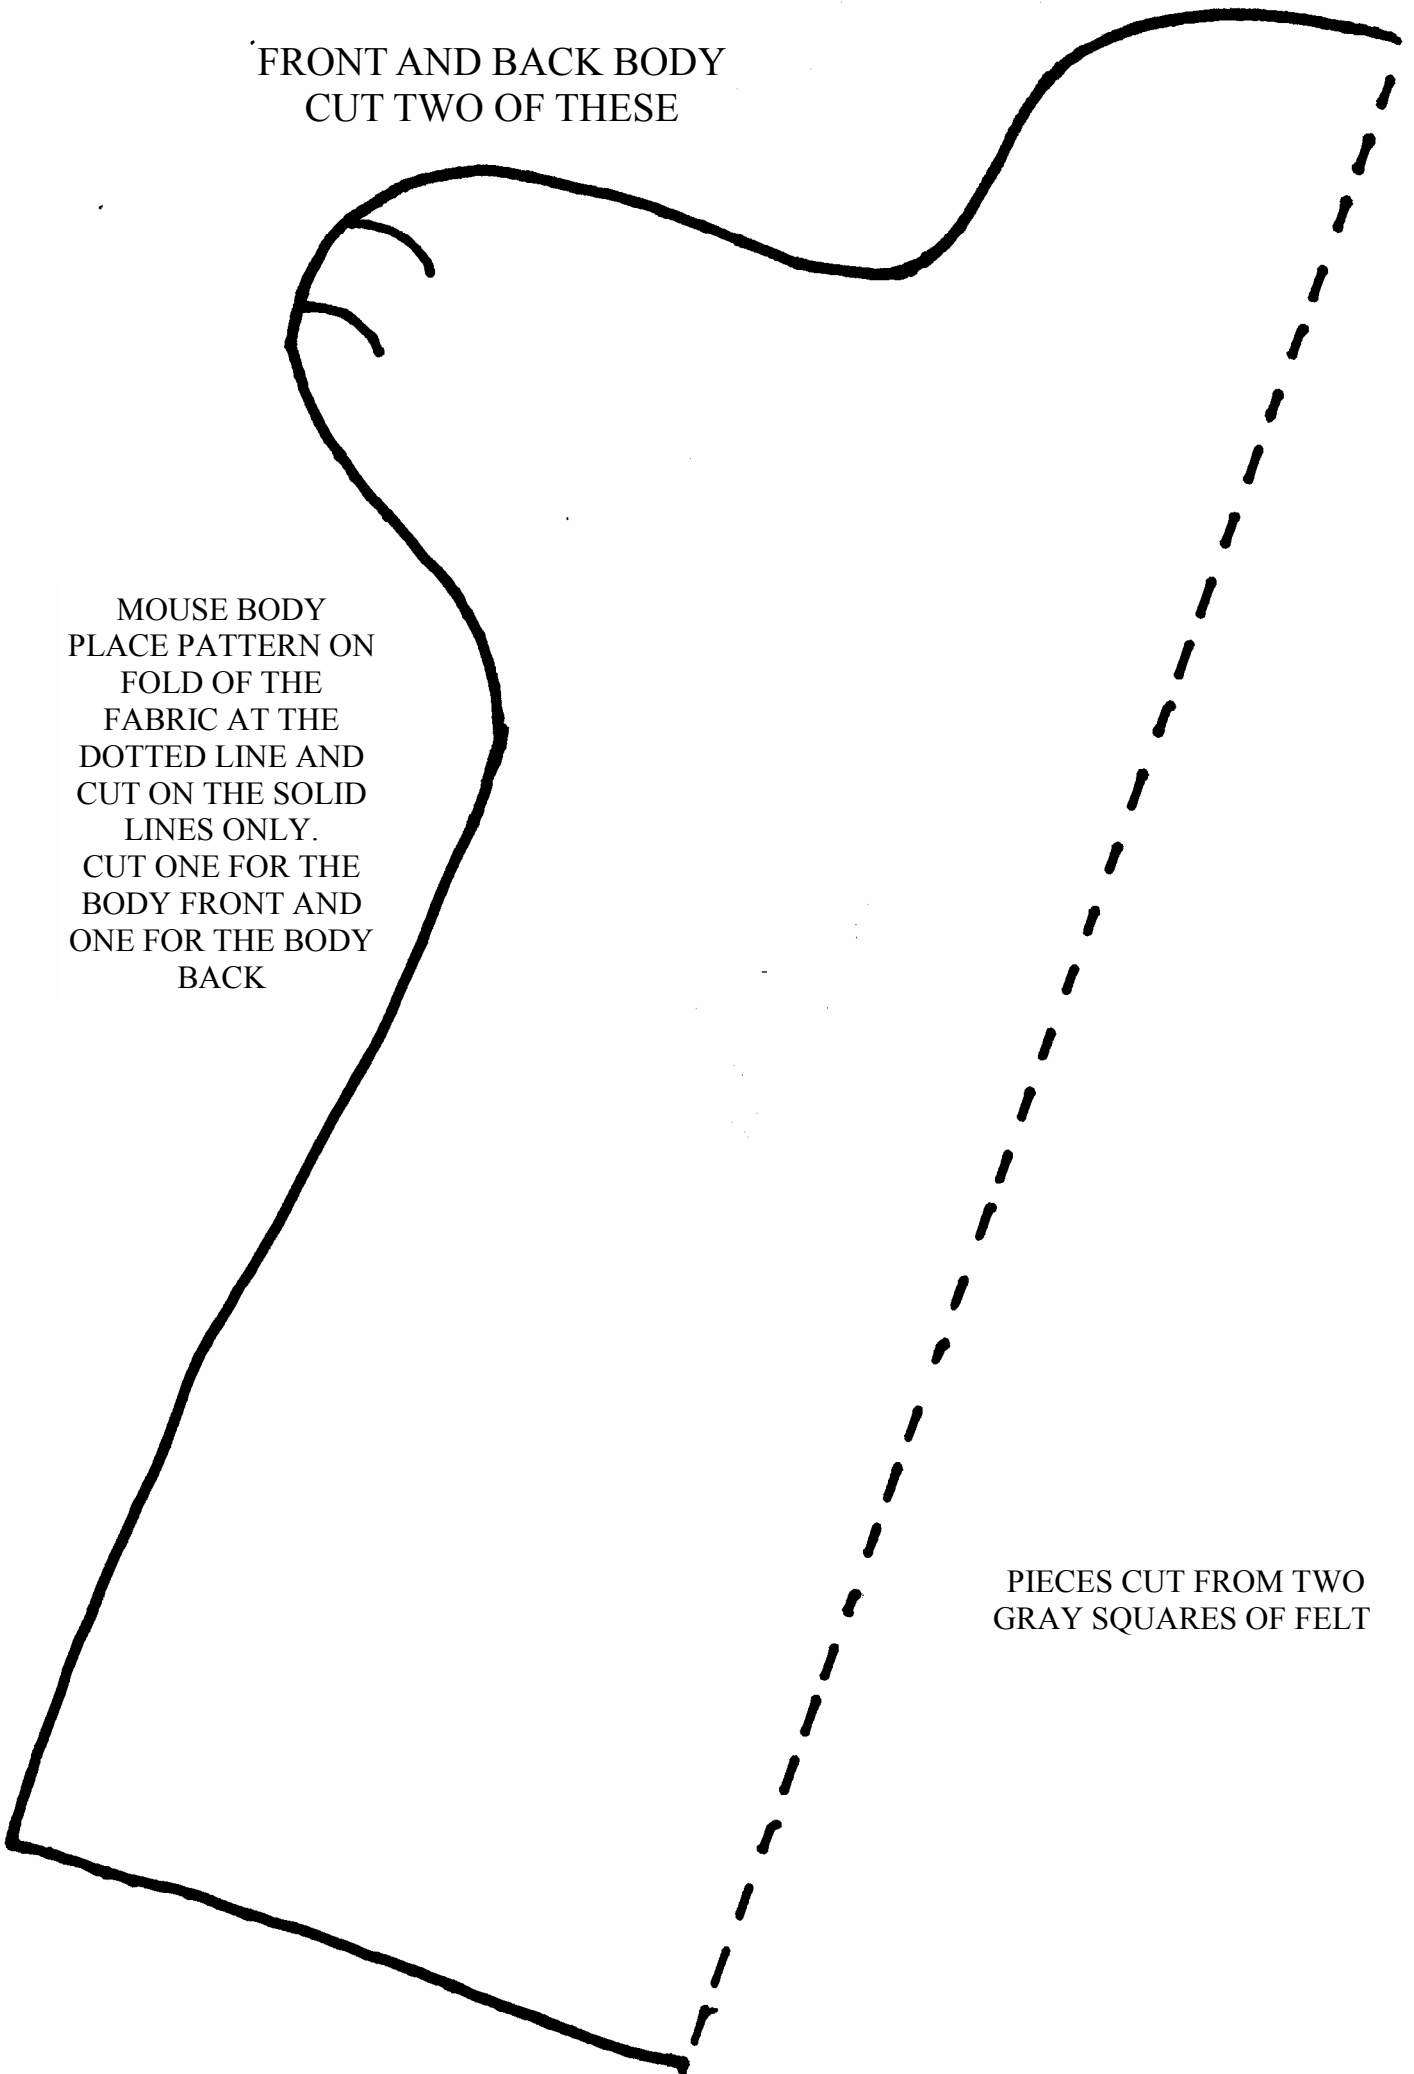 FRONT AND BACK BODY
CUT TWO OF THESE
MOUSE BODY
PLACE PATTERN ON
FOLD OF THE
FABRIC AT THE
DOTTED LINE AND
CUT ON THE SOLID
LINES ONLY.
CUT ONE FOR THE
BODY FRONT AND
ONE FOR THE BODY
BACK
PIECES CUT FROM TWO
GRAY SQUARES OF FELT